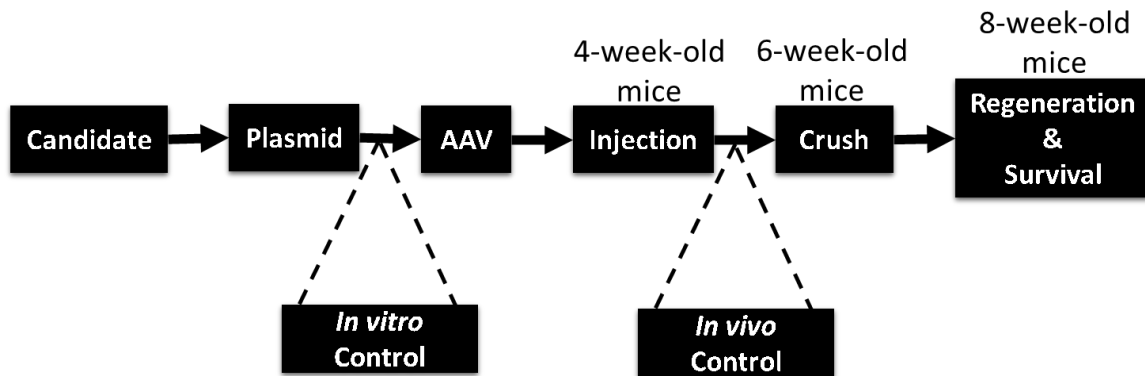 8-week-old
mice
4-week-old
mice
6-week-old
mice
Candidate
Plasmid
AAV
Injection
Crush
Regeneration
&
Survival
In vitro
Control
In vivo
Control